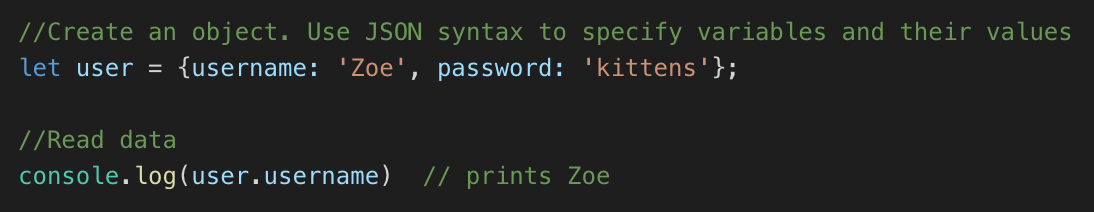 //Create an object. Use JSON syntax to specify variables and their values
let user = {username: 'Zoe', password: 'kittens'};
//Read data
console.log(user.username)  // prints Zoe